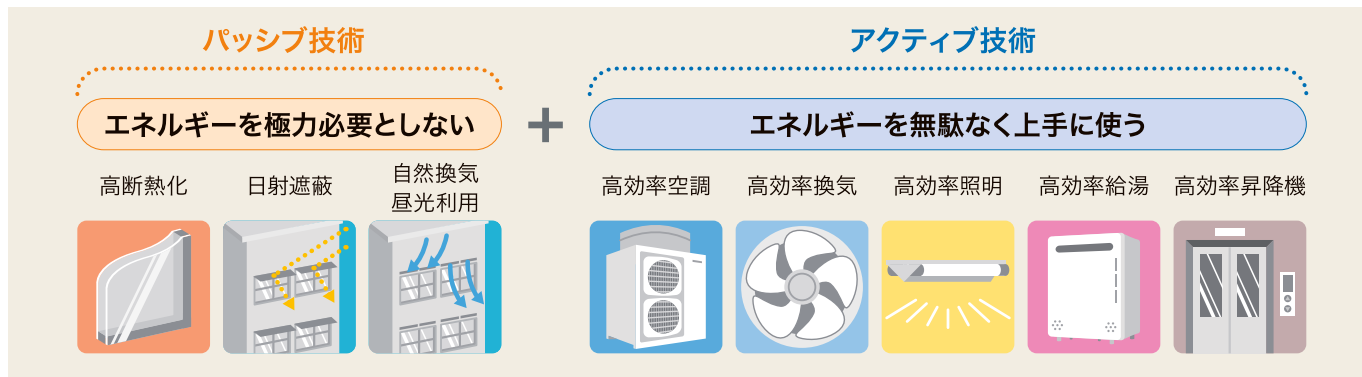 パッシブ技術
アクティブ技術
エネルギーを極力必要としない
+
エネルギーを無駄なく上手に使う
高断熱化
日射遮蔽
自然換気
昼光利用
高効率空調
高効率換気
高効率照明
高効率給湯
高効率昇降機